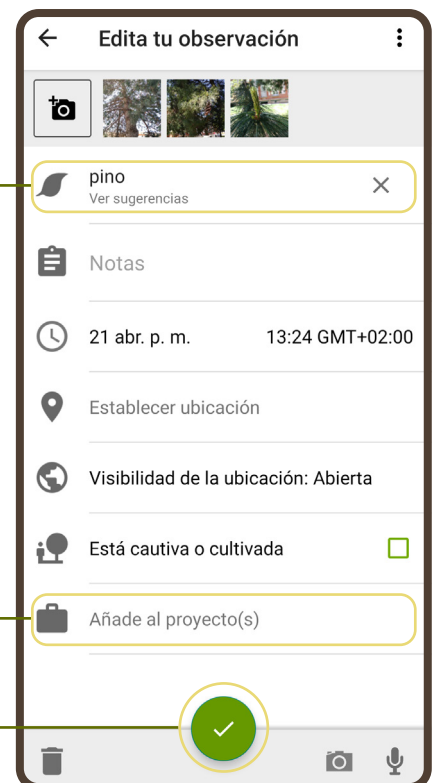 Edita tu observación
pino
Ver sugerencias
Notas
21 abr. p. m. 13:24 GMT+02:00
Establecer ubicación
Visibilidad de la ubicación: Abierta
Está cautiva o cultivada
Añade al proyecto(s)